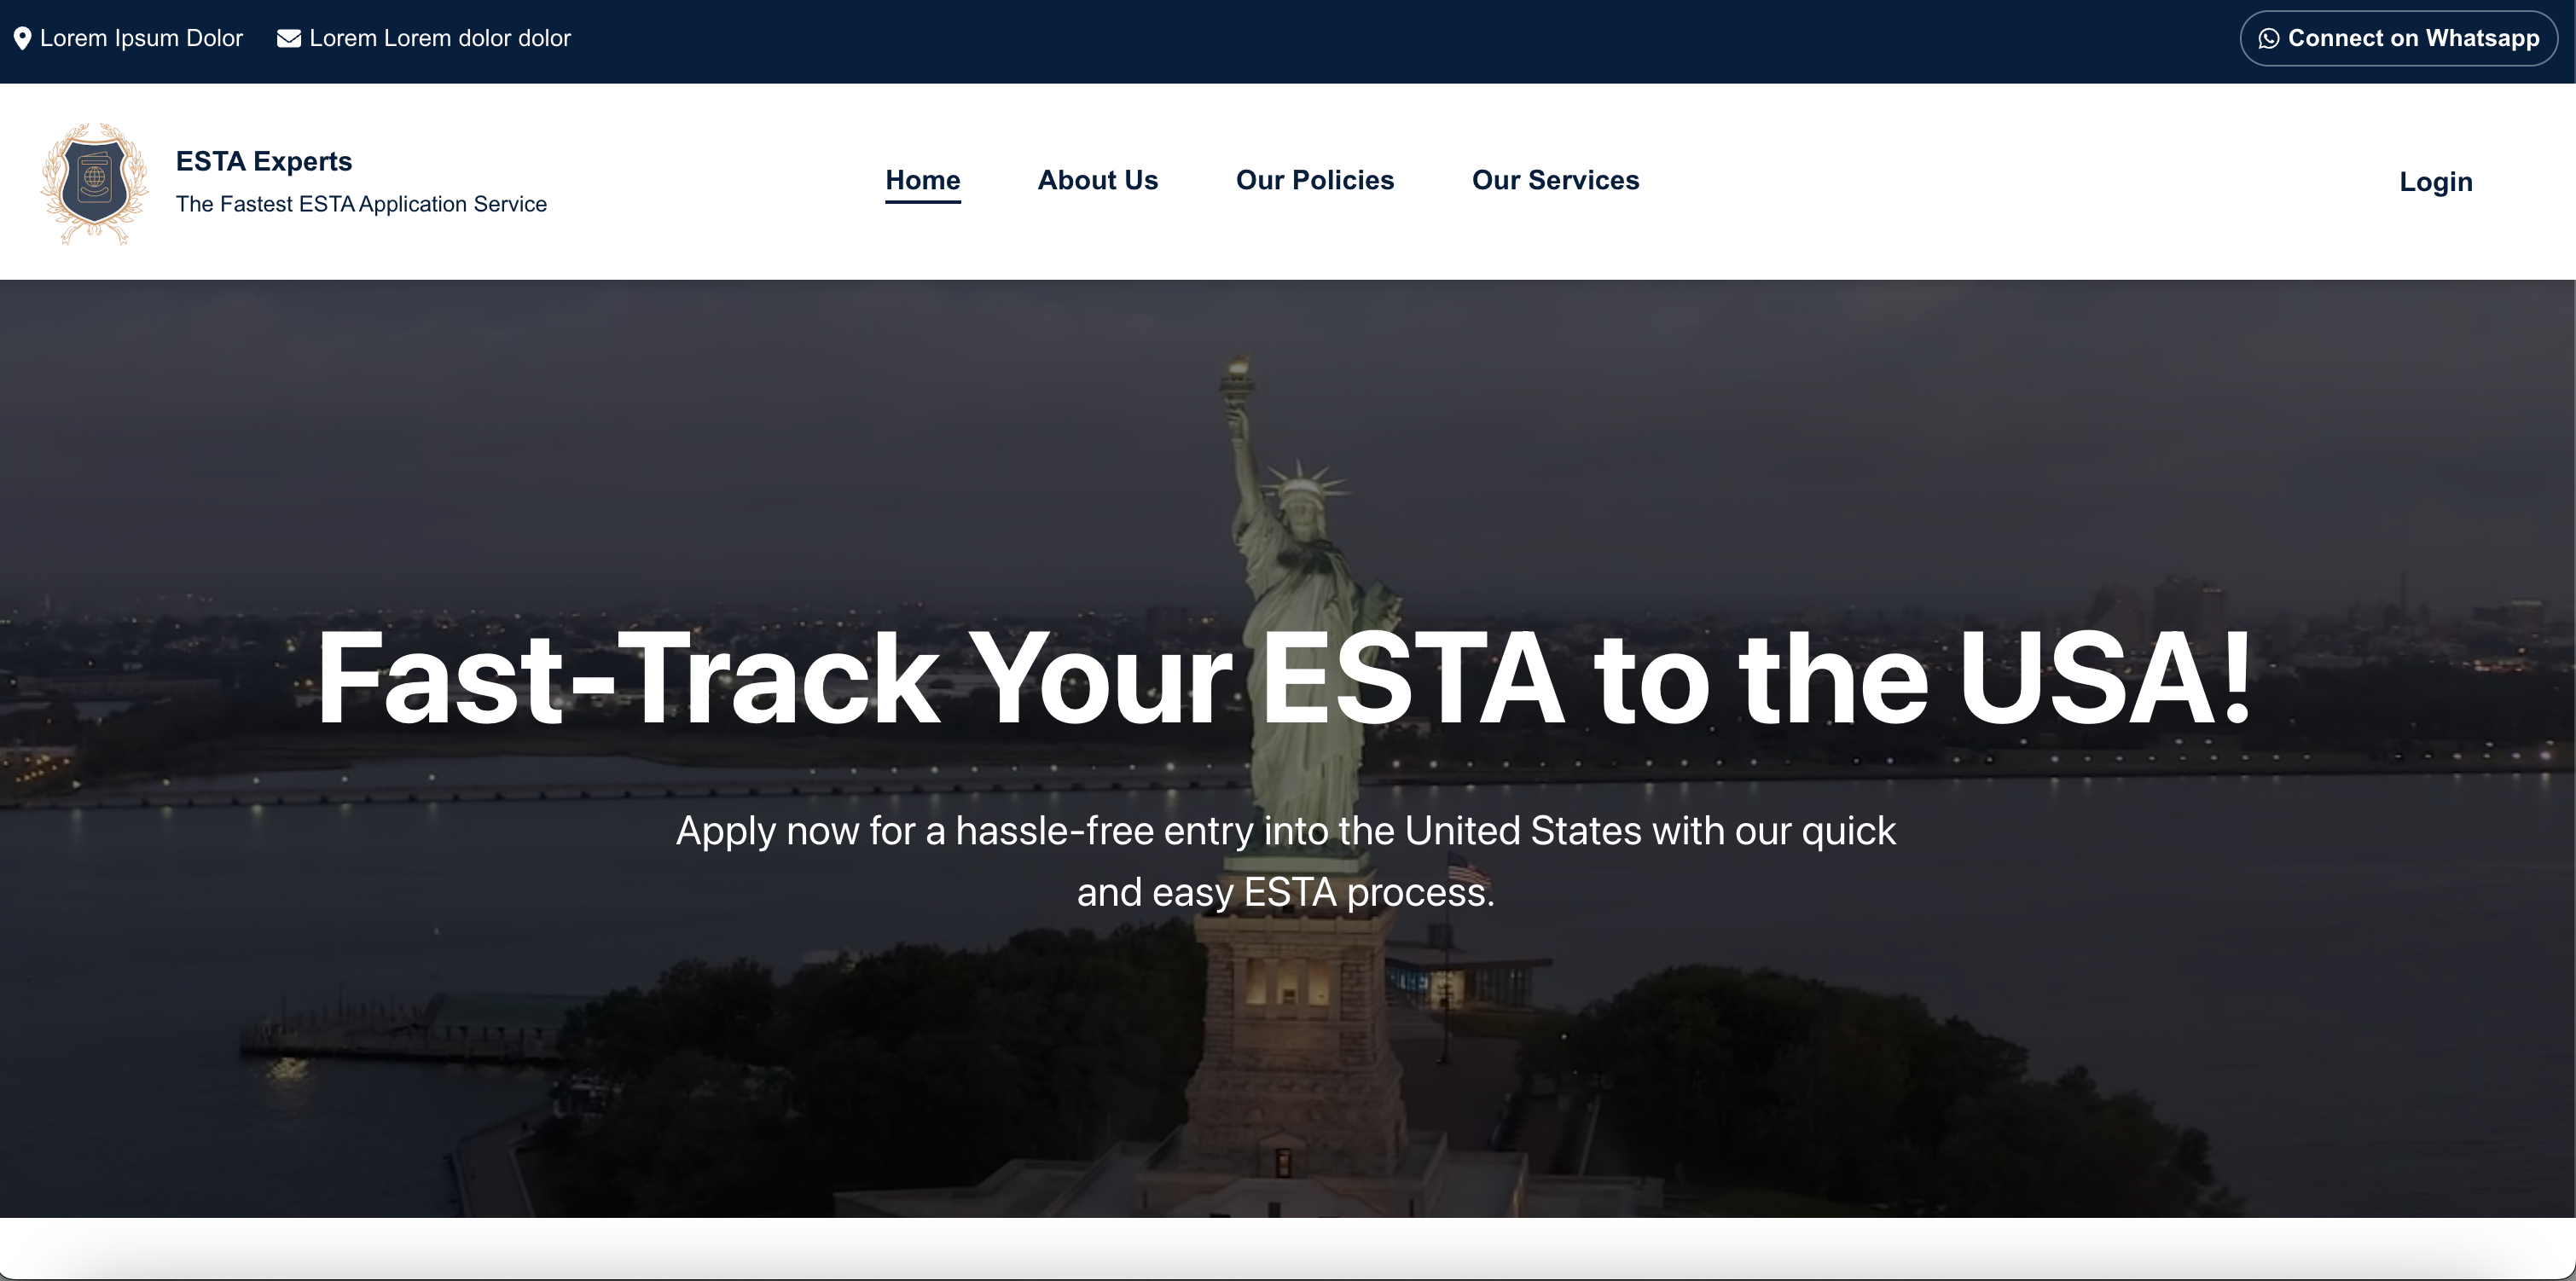 Lorem Ipsum Dolor
Lorem Lorem dolor dolor
Connect on Whatsapp
ESTA Experts
The Fastest ESTA Application Service
Home
About Us
Our Policies
Our Services
Login
Fast-Track Your ESTA to the USA!
Apply now for a hassle-free entry into the United States with our quick
and easy ESTA process.